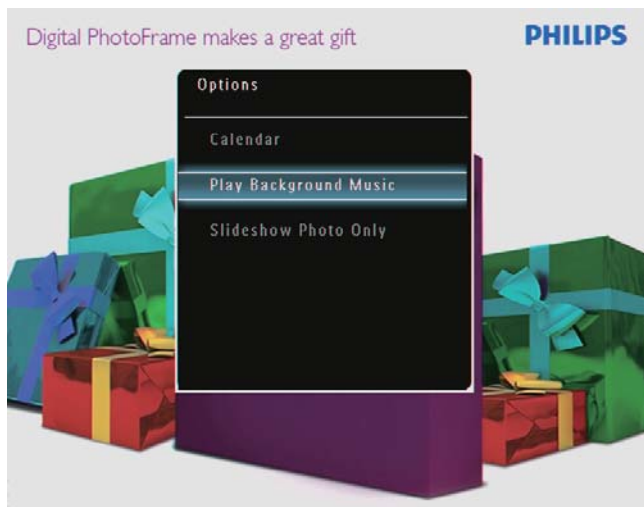 Digital PhotoFrame makes a great gift
PHILIPS
Options
Calendar
Play Background Music
Slideshow Photo Only